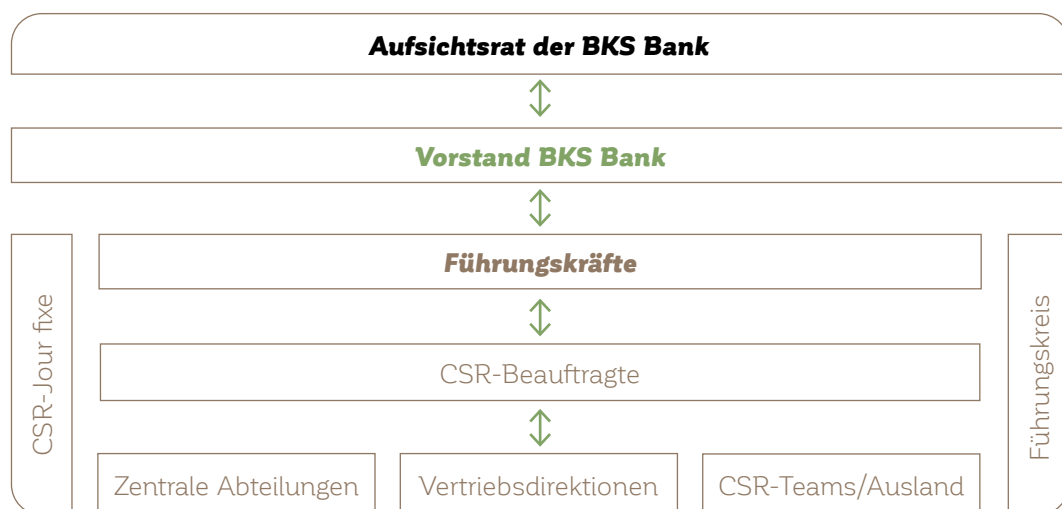 Aufsichtsrat der BKS Bank
Vorstand BKS Bank
CSR-Jour fixe
Führungskräfte
Führungskreis
CSR-Beauftragte
Zentrale Abteilungen
Vertriebsdirektionen
CSR-Teams/Ausland